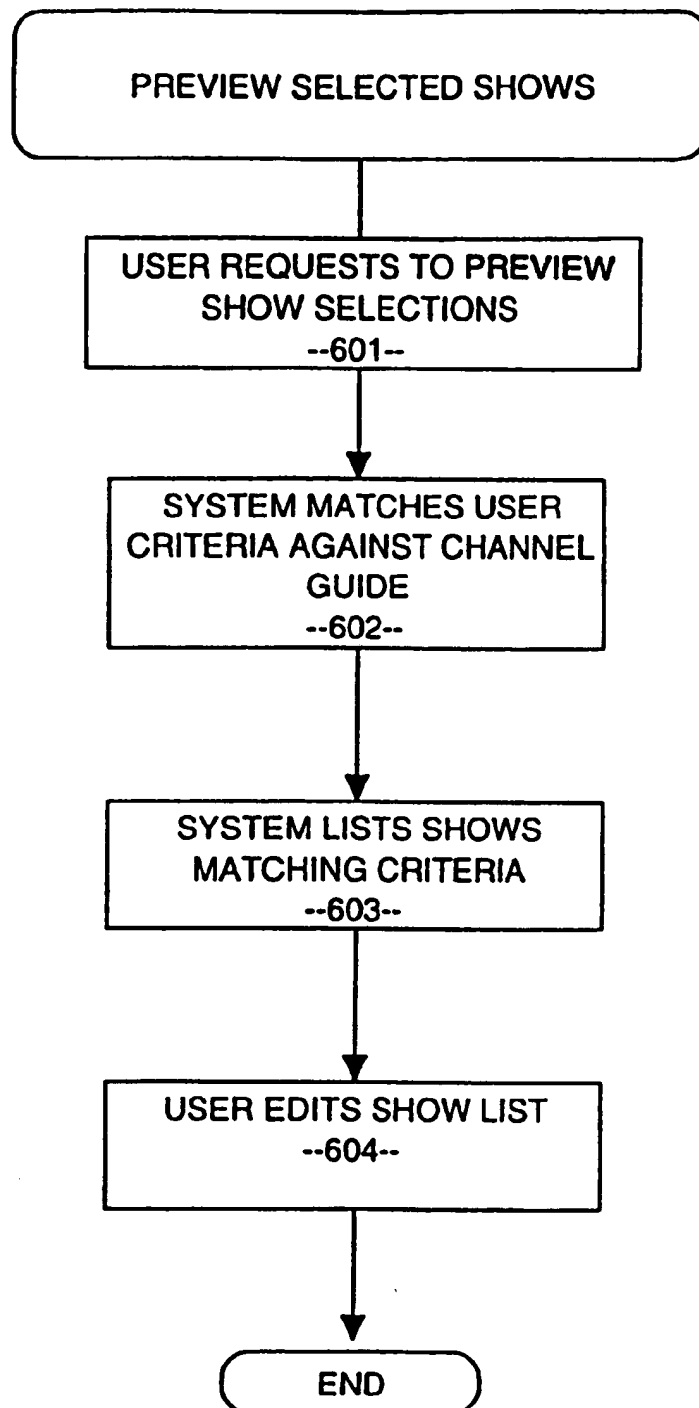 PREVIEW SELECTED SHOWS
USER REQUESTS TO PREVIEW
SHOW SELECTIONS
--601--
SYSTEM MATCHES USER
CRITERIA AGAINST CHANNEL
GUIDE
--602--
SYSTEM LISTS SHOWS
MATCHING CRITERIA
--603--
USER EDITS SHOW LIST
--604--
END